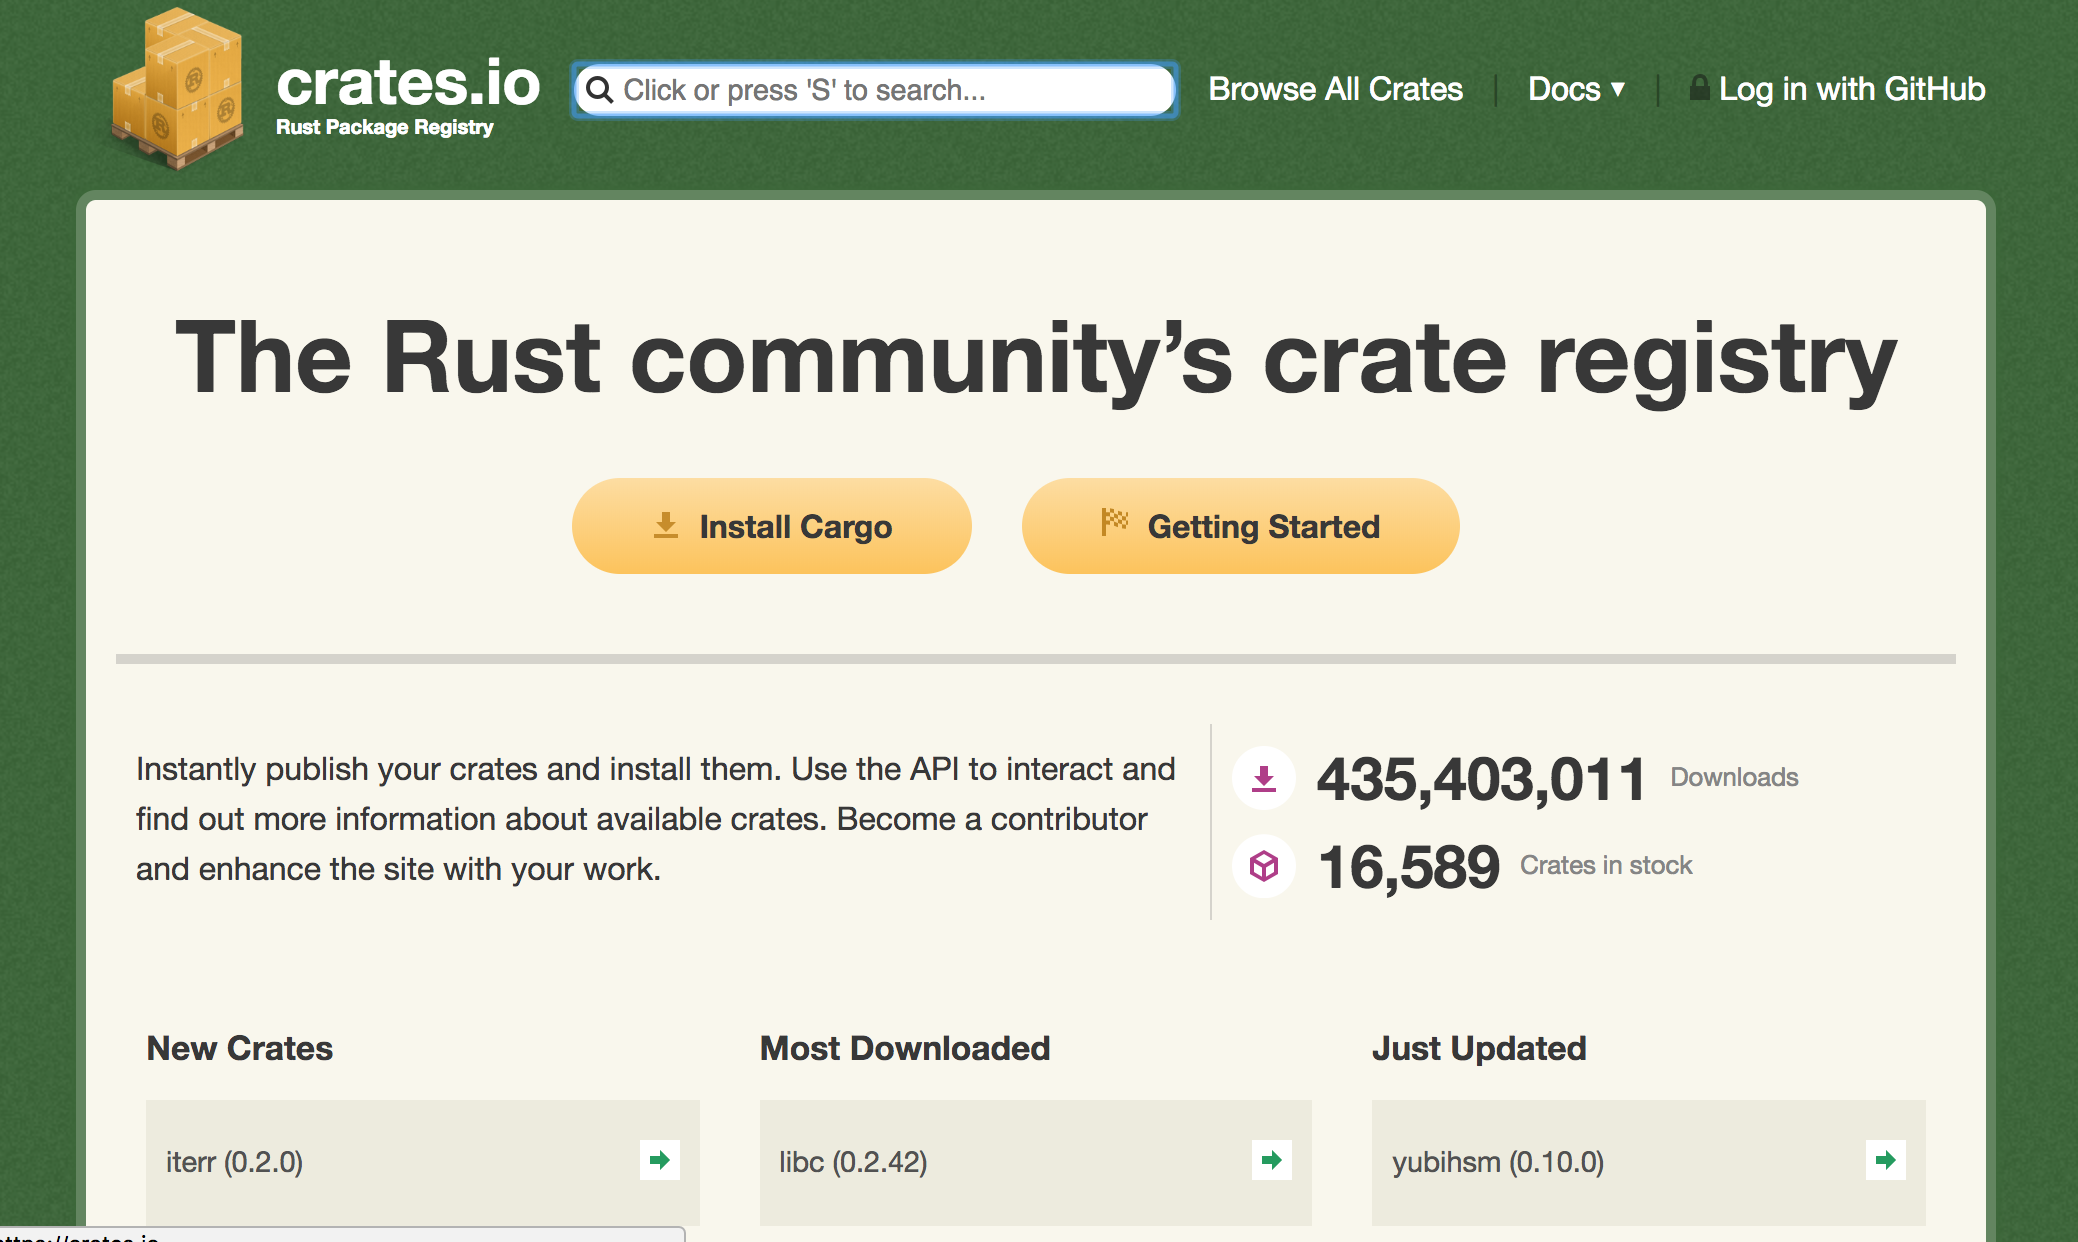 crates.io
Rust Package Registry
Click or press 'S' to search...
Browse All Crates
Docs ▼
Log in with GitHub
The Rust community’s crate registry
Install Cargo
Getting Started
Instantly publish your crates and install them. Use the API to interact and
find out more information about available crates. Become a contributor
and enhance the site with your work.
435,403,011 Downloads
16,589 Crates in stock
New Crates
iterr (0.2.0)
Most Downloaded
libc (0.2.42)
Just Updated
yubihsm (0.10.0)